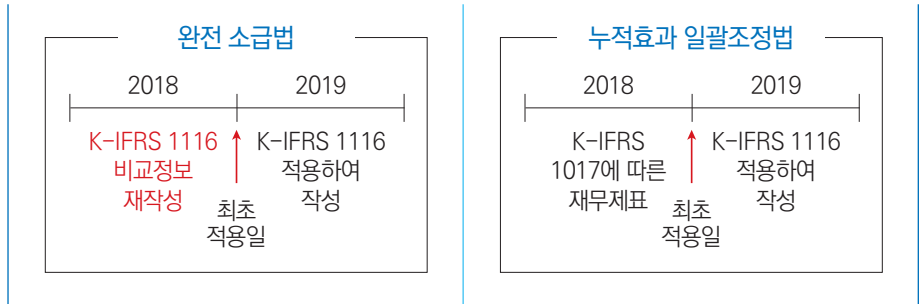 완전 소급법
2018 2019
K-IFRS 1116
비교정보
재작성
최초
적용일
K-IFRS 1116
적용하여
작성
누적효과 일괄조정법
2018 2019
K-IFRS
1017에 따른
재무제표
최초
적용일
K-IFRS 1116
적용하여
작성